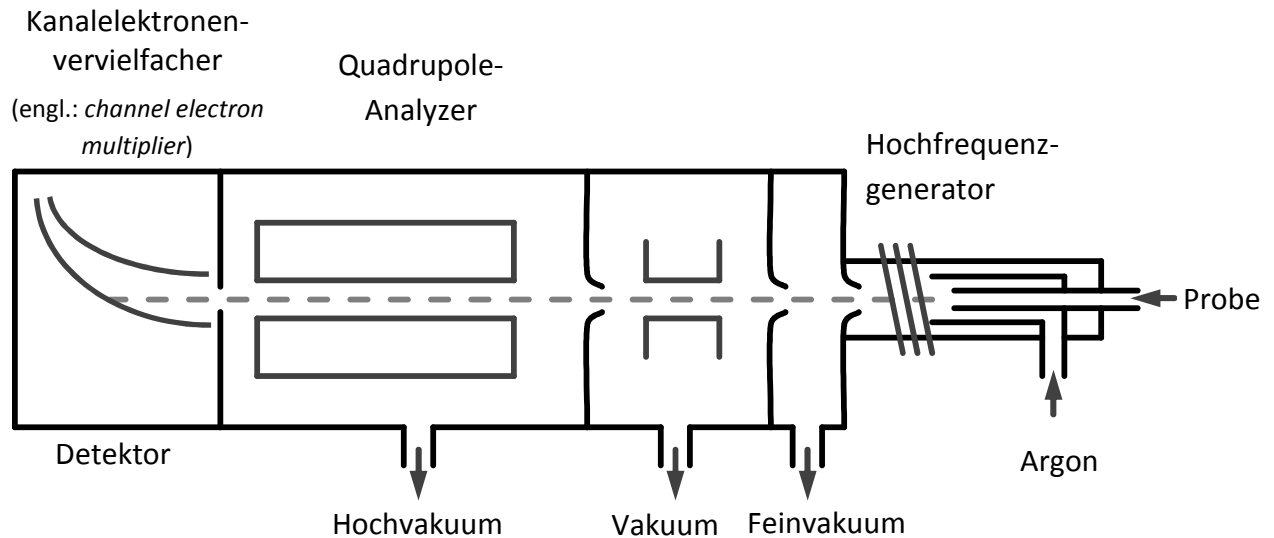 Kanalelektronen-
vervielfacher
(engl.: channel electron
multiplier)
Quadrupole-
Analyzer
Hochfrequenz-
generator
Probe
Argon
Detektor
Hochvakuum
Vakuum
Feinvakuum